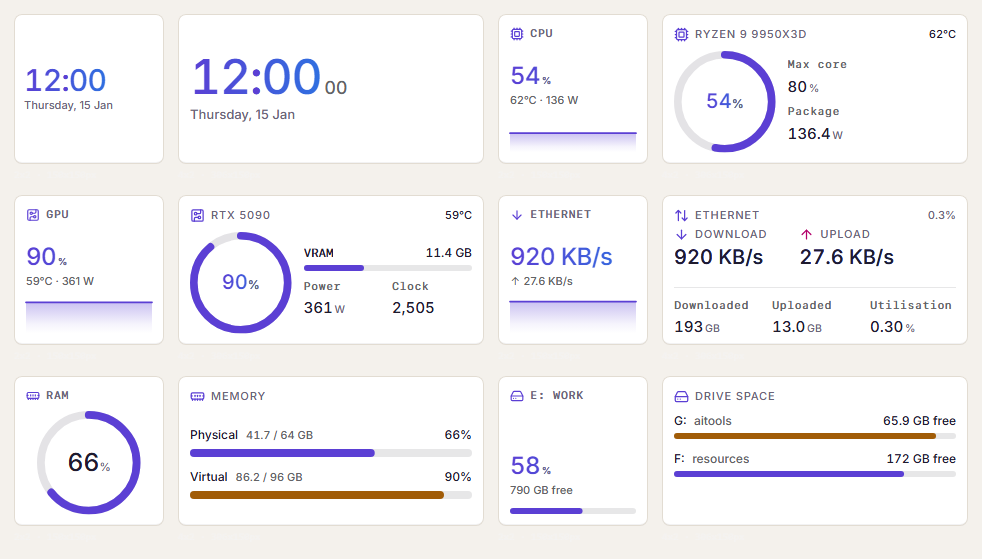 12:00
Thursday, 15 Jan
12:00 00
Thursday, 15 Jan
CPU
54%
62°C · 136 W
RYZEN 9 9950X3D 62°C
54%
Max core
80%
Package
136.4 W
GPU
90%
59°C · 361 W
RTX 5090 59°C
90%
VRAM 11.4 GB
Power Clock
361 W 2,505
ETHERNET
920 KB/s
↑ 27.6 KB/s
ETHERNET 0.3%
DOWNLOAD UPLOAD
920 KB/s 27.6 KB/s
Downloaded Uploaded Utilisation
193 GB 13.0 GB 0.30%
RAM
66%
MEMORY
Physical 41.7 / 64 GB 66%
Virtual 86.2 / 96 GB 90%
E: WORK
58%
790 GB free
DRIVE SPACE
G: aitools 65.9 GB free
F: resources 172 GB free